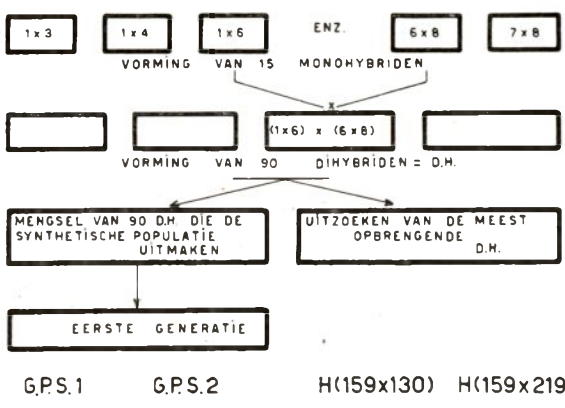 1 x 3 1 x 4 1 x 6 ENZ. 6 x 8 7 x 8
VORMING VAN 15 MONOHYBRIDEN
x
(1x6) x (6x8)
VORMING VAN 90 DIHYBRIDEN = D.H.
MENGSEL VAN 90 D.H. DIE DE
SYNTHETISCHE POPULATIE
UITMAKEN
UITZOEKEN VAN DE MEEST
OPBRENGENDE
D.H.
EERSTE GENERATIE
G.P.S. 1 G.P.S. 2 H(159x130) H(159x219